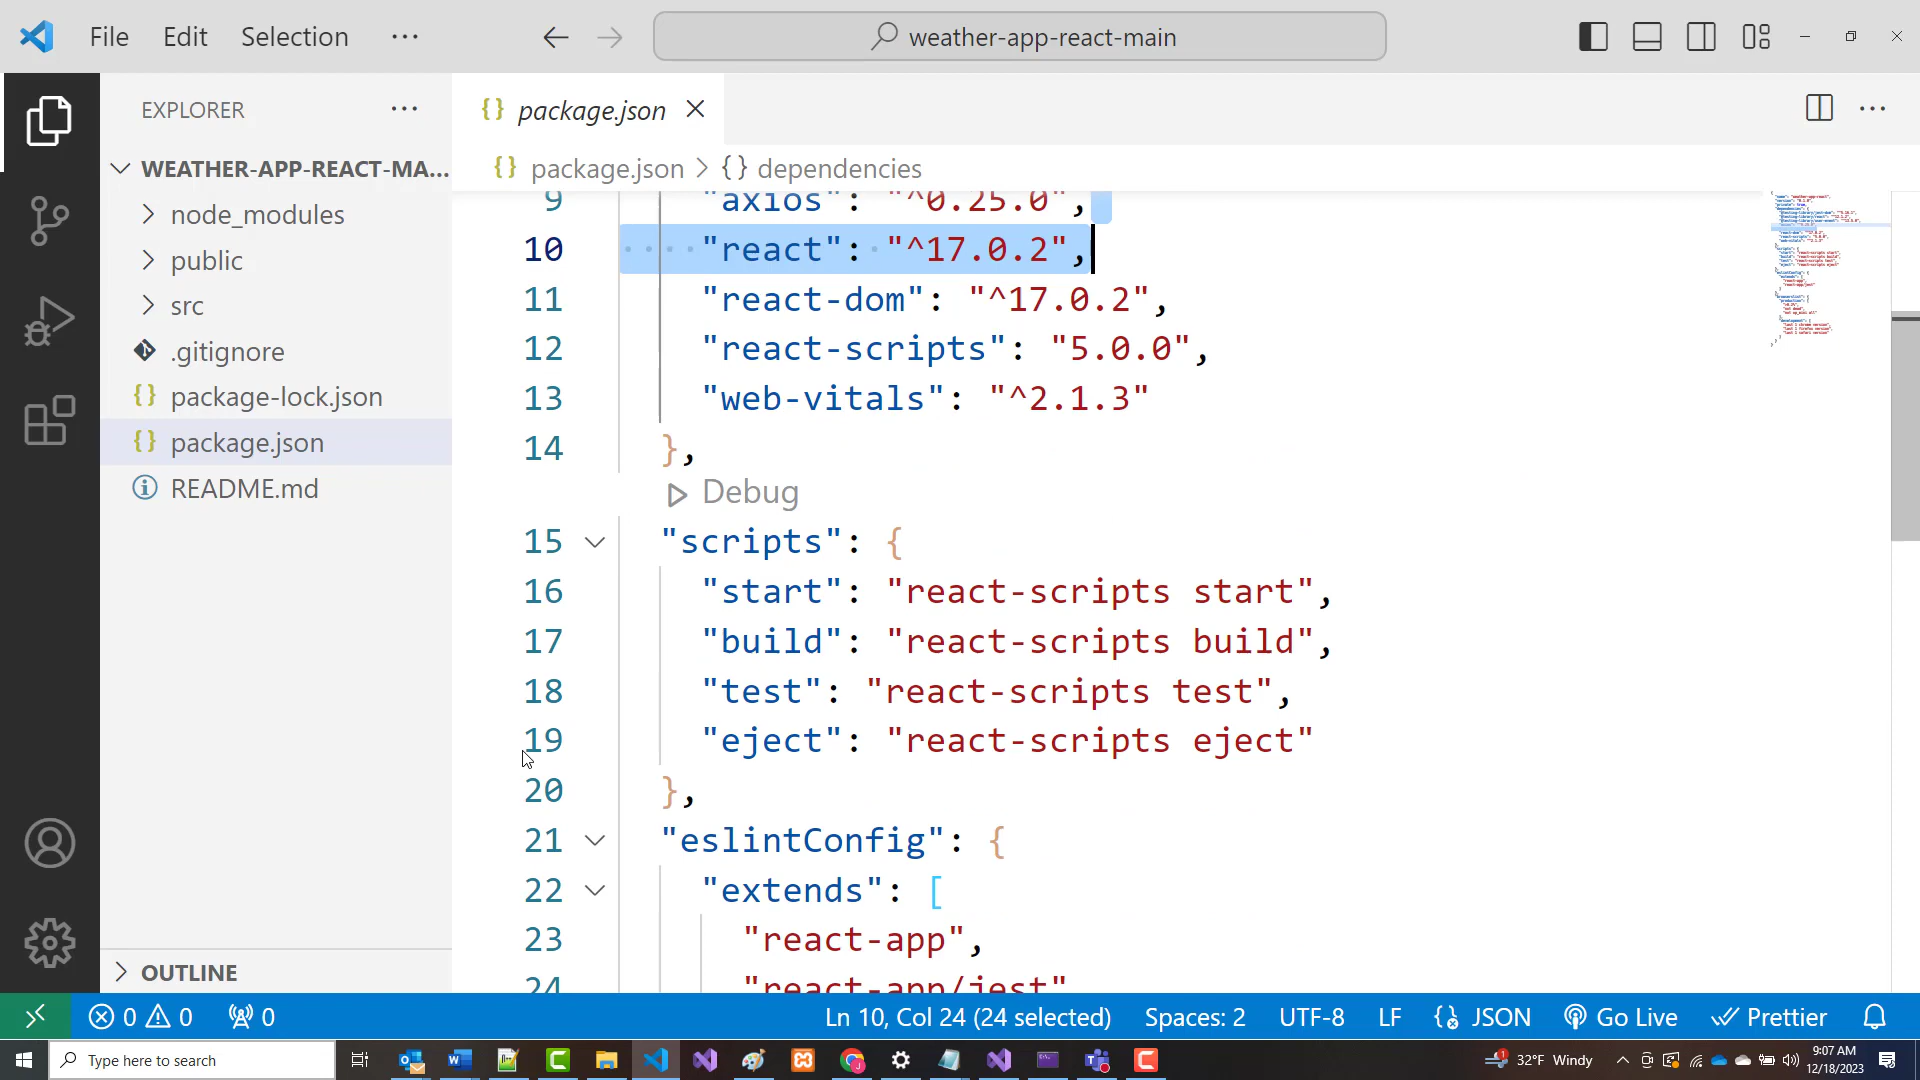 File Edit Selection ··· weather-app-react-main
EXPLORER ···
WEATHER-APP-REACT-MA...
node_modules
public
src
.gitignore
package-lock.json
package.json
README.md
OUTLINE
{} package.json
{} package.json > {} dependencies
9 "axios": "^0.25.0",
10 ····"react":·"^17.0.2",
11 "react-dom": "^17.0.2",
12 "react-scripts": "5.0.0",
13 "web-vitals": "^2.1.3"
14 },
Debug
15 "scripts": {
16 "start": "react-scripts start",
17 "build": "react-scripts build",
18 "test": "react-scripts test",
19 "eject": "react-scripts eject"
20 },
21 "eslintConfig": {
22 "extends": [
23 "react-app",
24 "react-app/jest"
0 0 0 Ln 10, Col 24 (24 selected) Spaces: 2 UTF-8 LF {} JSON Go Live Prettier
Type here to search 32°F Windy 9:07 AM
12/18/2023